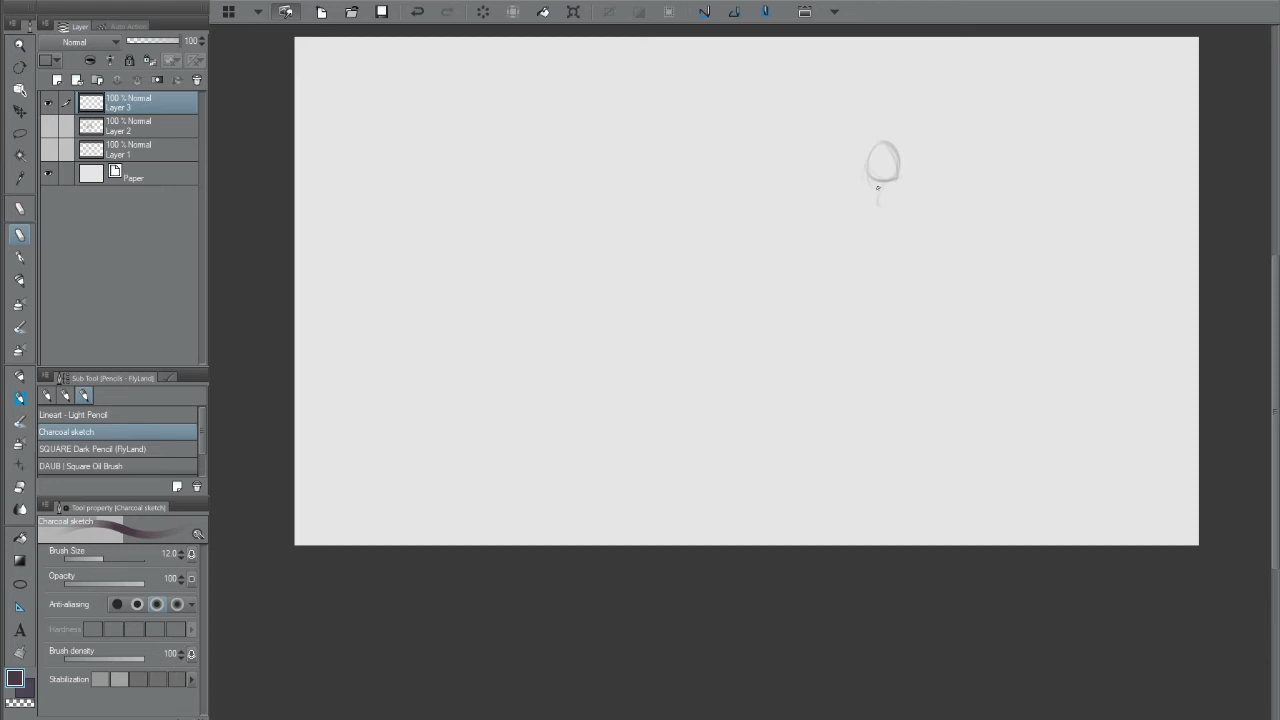 Layer
Auto Action
Normal
100
100 % Normal
Layer 3
100 % Normal
Layer 2
100 % Normal
Layer 1
Paper
Sub Tool [Pencils - FlyLand]
Lineart - Light Pencil
Charcoal sketch
SQUARE Dark Pencil (FlyLand)
DAUB | Square Oil Brush
Tool property [Charcoal sketch]
Charcoal sketch
Brush Size
12.0
Opacity
100
Anti-aliasing
Hardness
Brush density
100
Stabilization
A